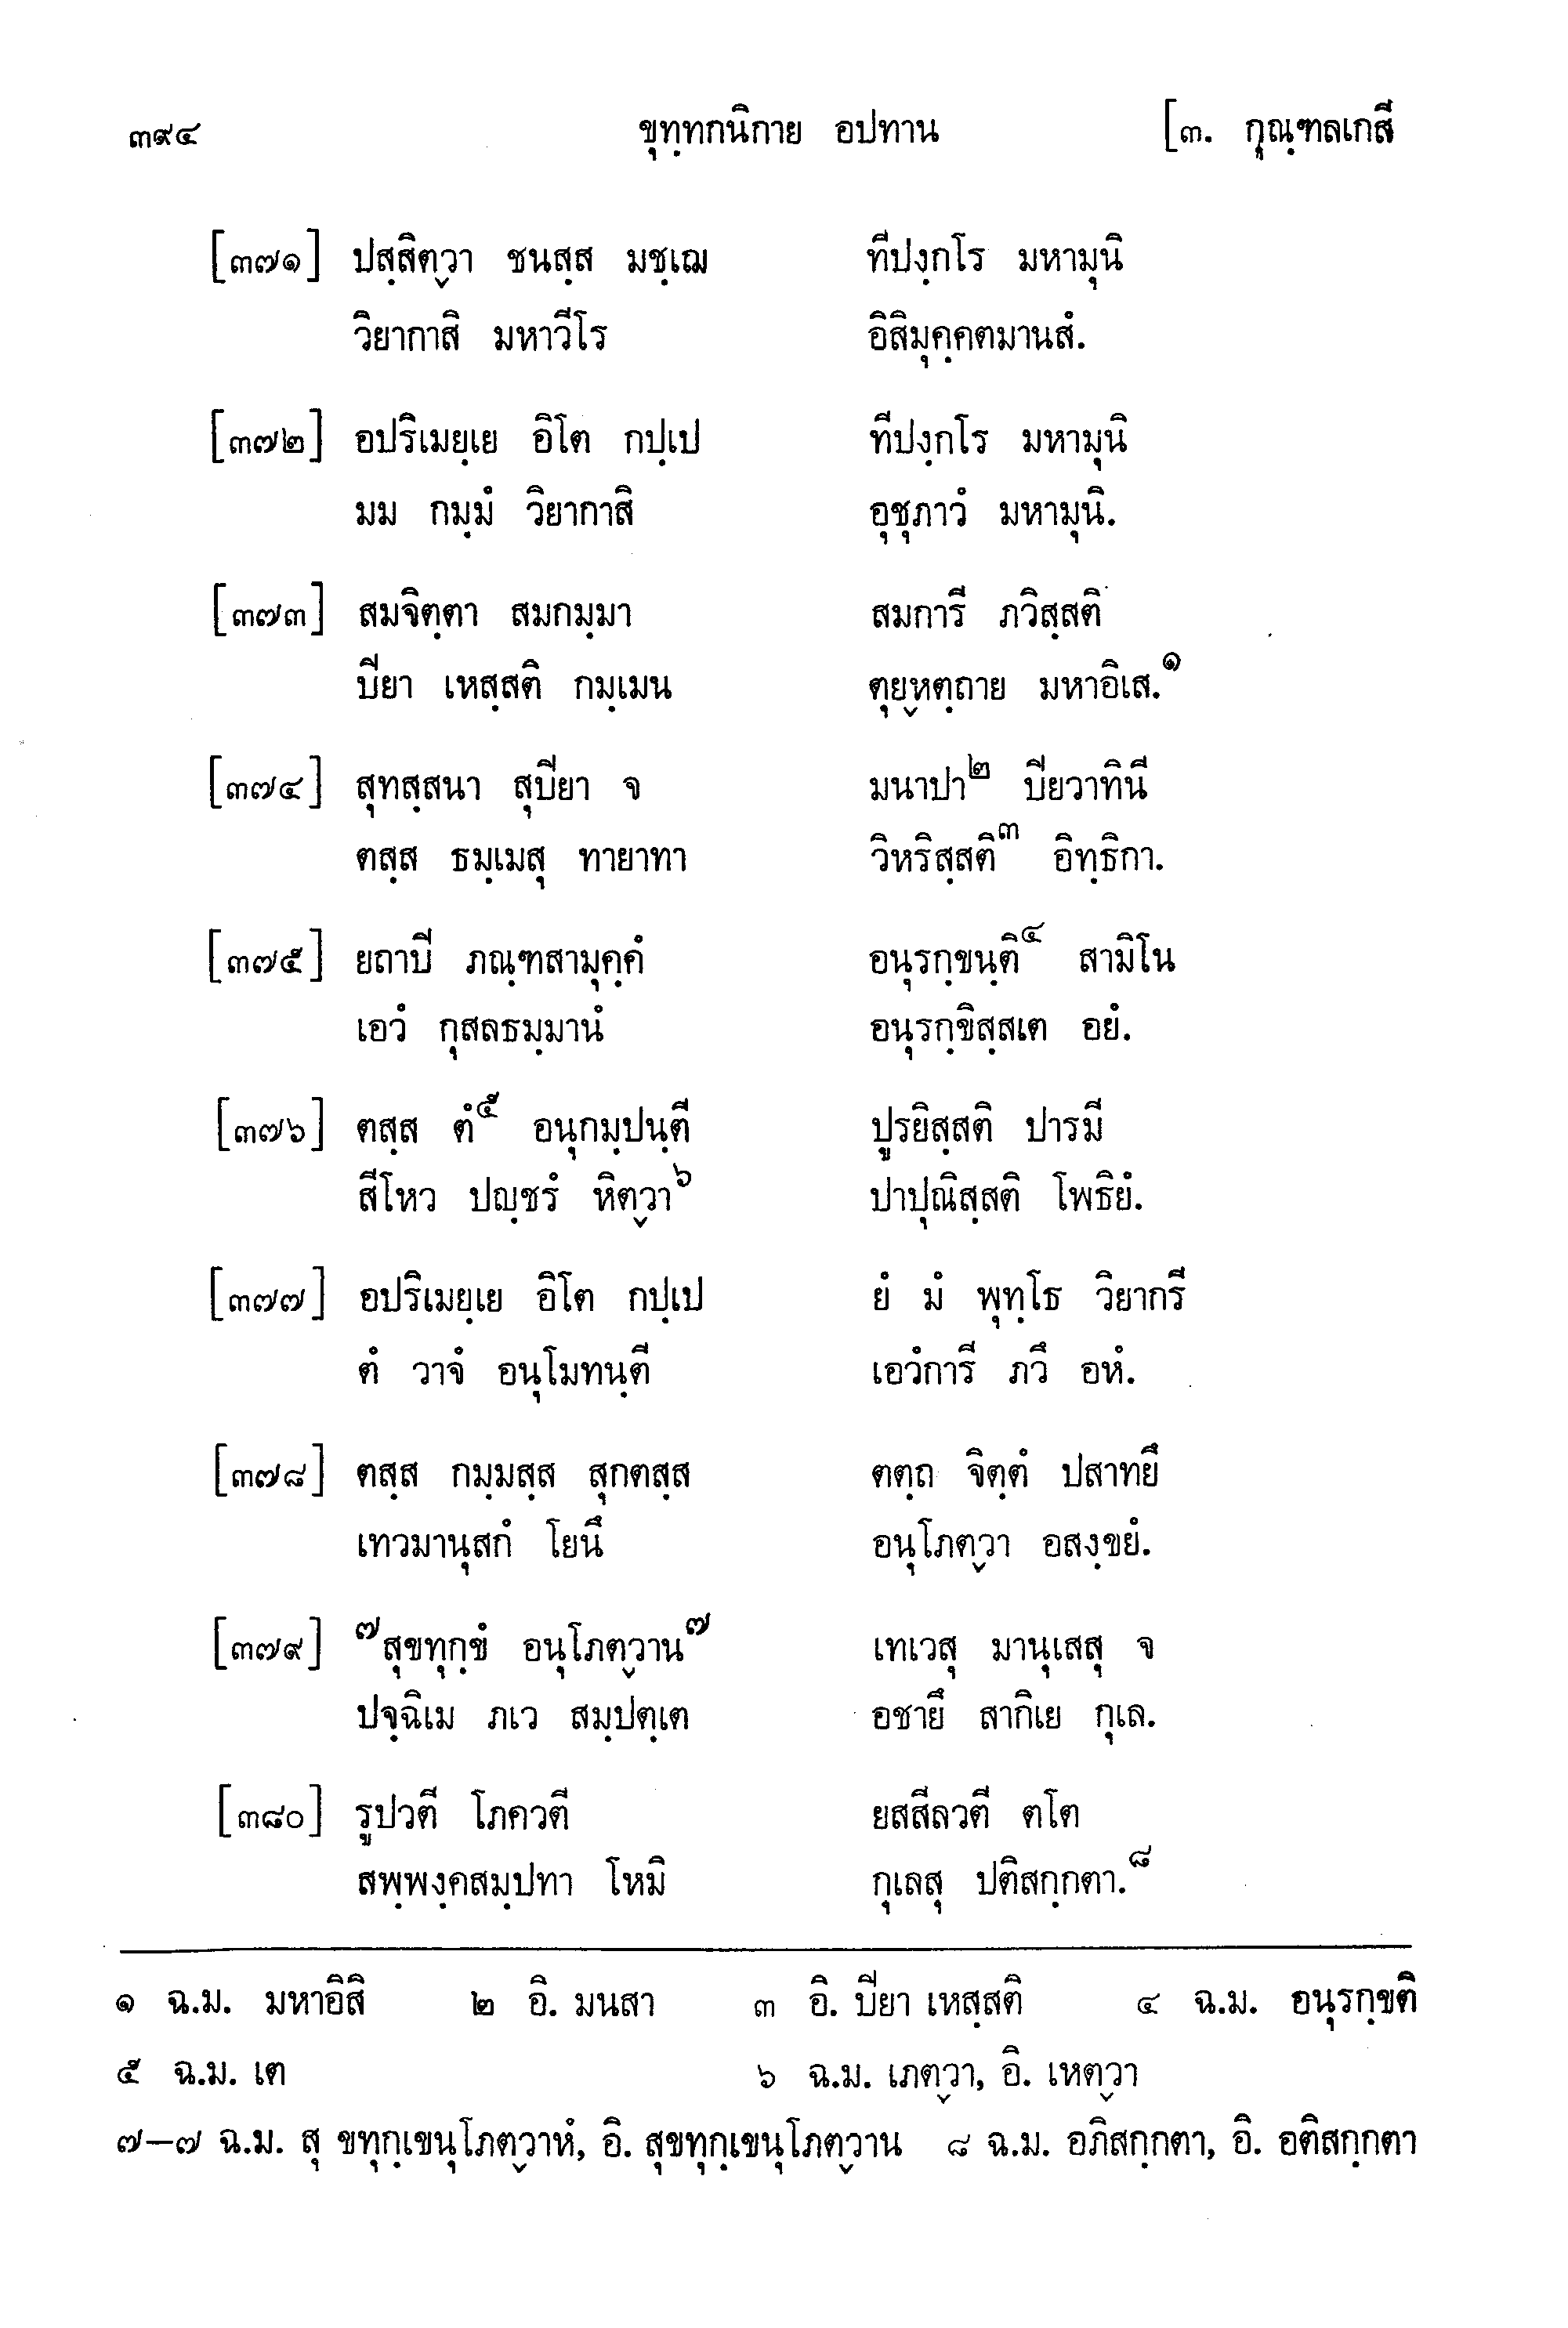 ๓๙๔ ขุทฺทกนิกาย อปทาน [๓. กุณฺฑลเกสี
[๓๗๑] ปสฺสิตฺวา ชนสฺส มชฺเฌ ทีปงฺกโร มหามุนิ
วิยากาสิ มหาวีโร อิสิมุคฺคตมานสํ.
[๓๗๒] อปริเมยฺเย อิโต กปฺเป ทีปงฺกโร มหามุนิ
มม กมฺมํ วิยากาสิ อุชุภาวํ มหามุนิ.
[๓๗๓] สมจิตฺตา สมกมฺมา สมการี ภวิสฺสติ
ปิยา เหสฺสติ กมฺเมน ตุยฺหตฺถาย มหาอิเส.๑
[๓๗๔] สุทสฺสนา สุปิยา จ มนาปา๒ ปิยวาทินี
ตสฺส ธมฺเมสุ ทายาทา วิหริสฺสติ๓ อิทฺธิกา.
[๓๗๕] ยถาปิ ภณฺฑสามุคฺคํ อนุรกฺขนฺติ๔ สามิโน
เอวํ กุสลธมฺมานํ อนุรกฺขิสฺสเต อยํ.
[๓๗๖] ตสฺส ตํ๕ อนุกมฺปนฺตี ปูรยิสฺสติ ปารมี
สีโหว ปญฺชรํ หิตฺวา๖ ปาปุณิสฺสติ โพธิยํ.
[๓๗๗] อปริเมยฺเย อิโต กปฺเป ยํ มํ พุทฺโธ วิยากรี
ตํ วาจํ อนุโมทนฺตี เอวํการี ภวึ อหํ.
[๓๗๘] ตสฺส กมฺมสฺส สุกตสฺส ตตฺถ จิตฺตํ ปสาทยึ
เทวมานุสกํ โยนึ อนุโภตฺวา อสงฺขยํ.
[๓๗๙] ๗สุขทุกฺขํ อนุโภตฺวาน๗ เทเวสุ มานุเสสุ จ
ปจฺฉิเม ภเว สมฺปตฺเต อชายึ สากิเย กุเล.
[๓๘๐] รูปวตี โภควตี ยสสีลวตี ตโต
สพฺพงฺคสมฺปทา โหมิ กุเลสุ ปติสกฺกตา.๘
๑ ฉ.ม. มหาอิสิ ๒ อิ. มนสา ๓ อิ. ปิยา เหสฺสติ ๔ ฉ.ม. อนุรกฺขติ
๕ ฉ.ม. เต ๖ ฉ.ม. เภตฺวา, อิ. เหตฺวา
๗–๗ ฉ.ม. สุ ขทุกฺเขนุโภตฺวาหํ, อิ. สุขทุกฺเขนุโภตฺวาน ๘ ฉ.ม. อภิสกฺกตา, อิ. อติสกฺกตา